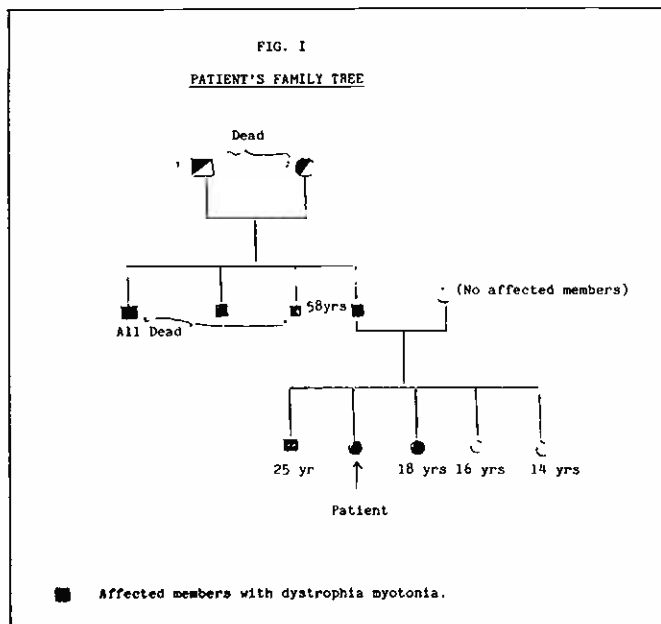 FIG. I
PATIENT'S FAMILY TREE
Dead
58yrs
(No affected members)
All Dead
25 yr
18 yrs
16 yrs
14 yrs
Patient
Affected members with dystrophia myotonia.